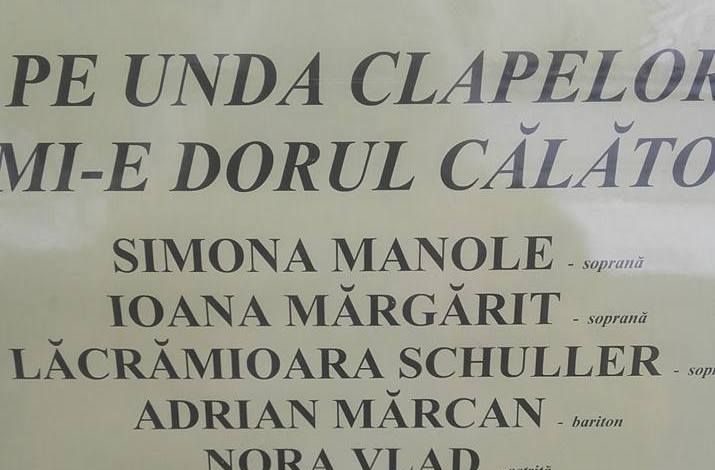 PE UNDA CLAPELOR
MI-E DORUL CĂLĂTO
SIMONA MANOLE - soprană
IOANA MĂRGĂRIT - soprană
LĂCRĂMIOARA SCHULLER - sopr
ADRIAN MĂRCAN - bariton
NORA VLAD